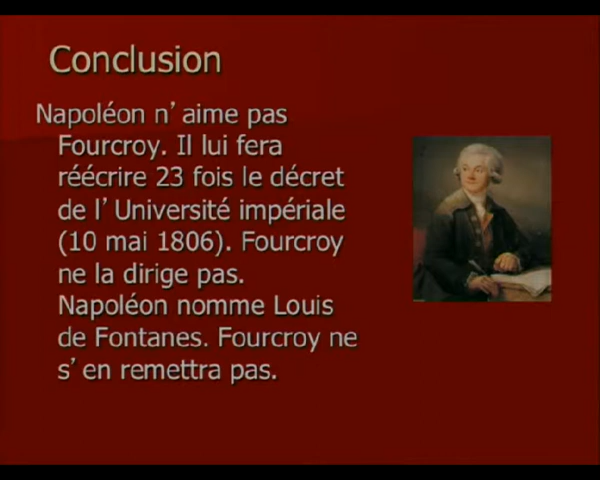 Conclusion
Napoléon n’aime pas
Fourcroy. Il lui fera
réécrire 23 fois le décret
de l’Université impériale
(10 mai 1806). Fourcroy
ne la dirige pas.
Napoléon nomme Louis
de Fontanes. Fourcroy ne
s’en remettra pas.